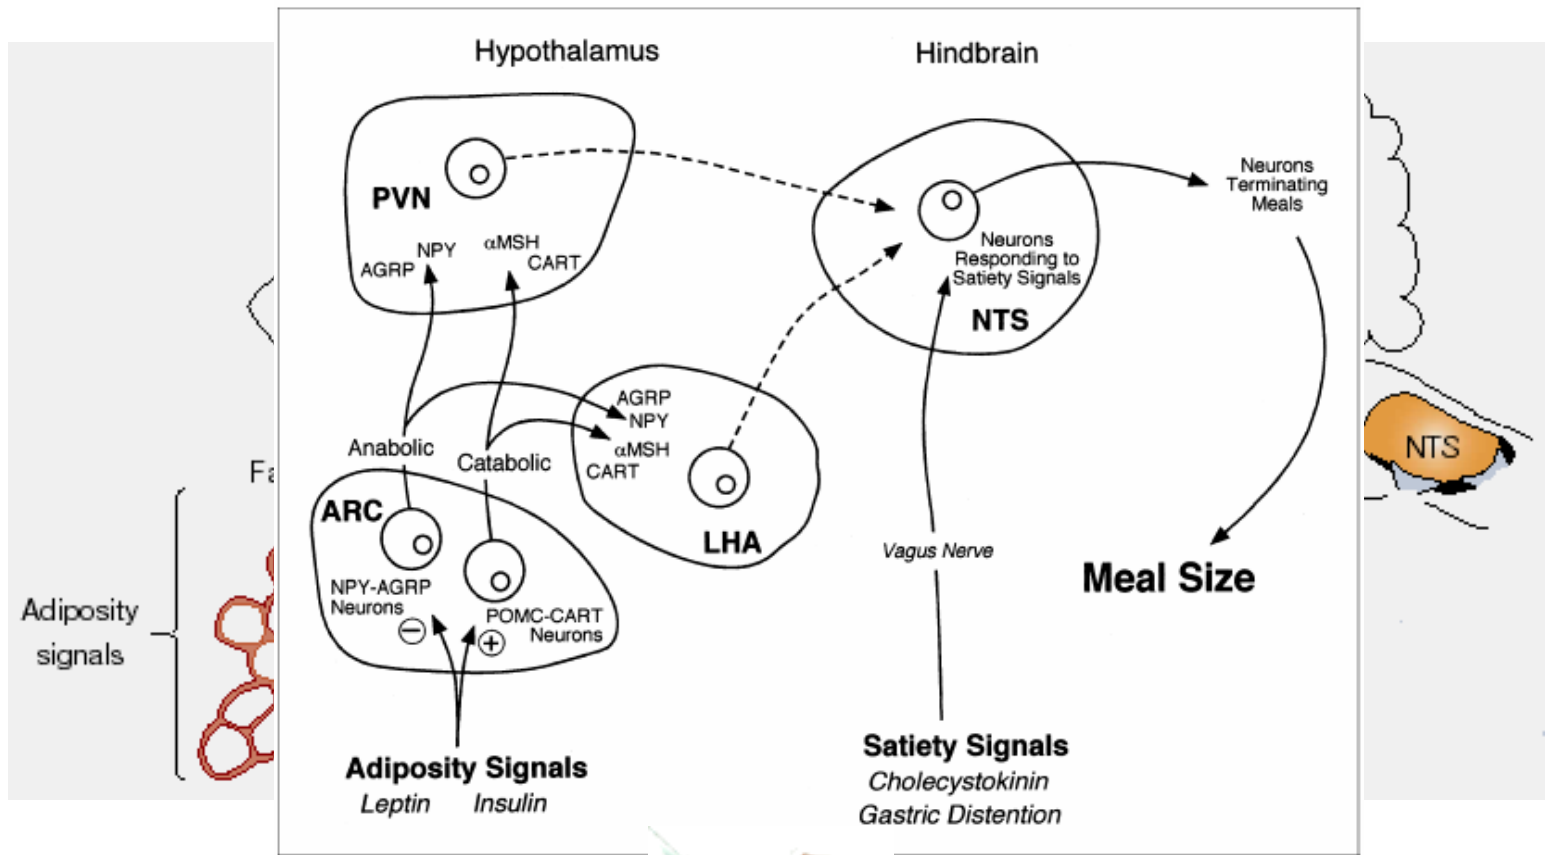 Hypothalamus
Hindbrain
PVN
NPY
AGRP
αMSH
CART
Neurons
Responding to
Satiety Signals
NTS
Neurons
Terminating
Meals
AGRP
NPY
αMSH
CART
LHA
Anabolic
Catabolic
ARC
NPY-AGRP
Neurons
−
POMC-CART
Neurons
+
Vagus Nerve
Meal Size
Adiposity Signals
Leptin Insulin
Satiety Signals
Cholecystokinin
Gastric Distention
Fa
Adiposity
signals
NTS